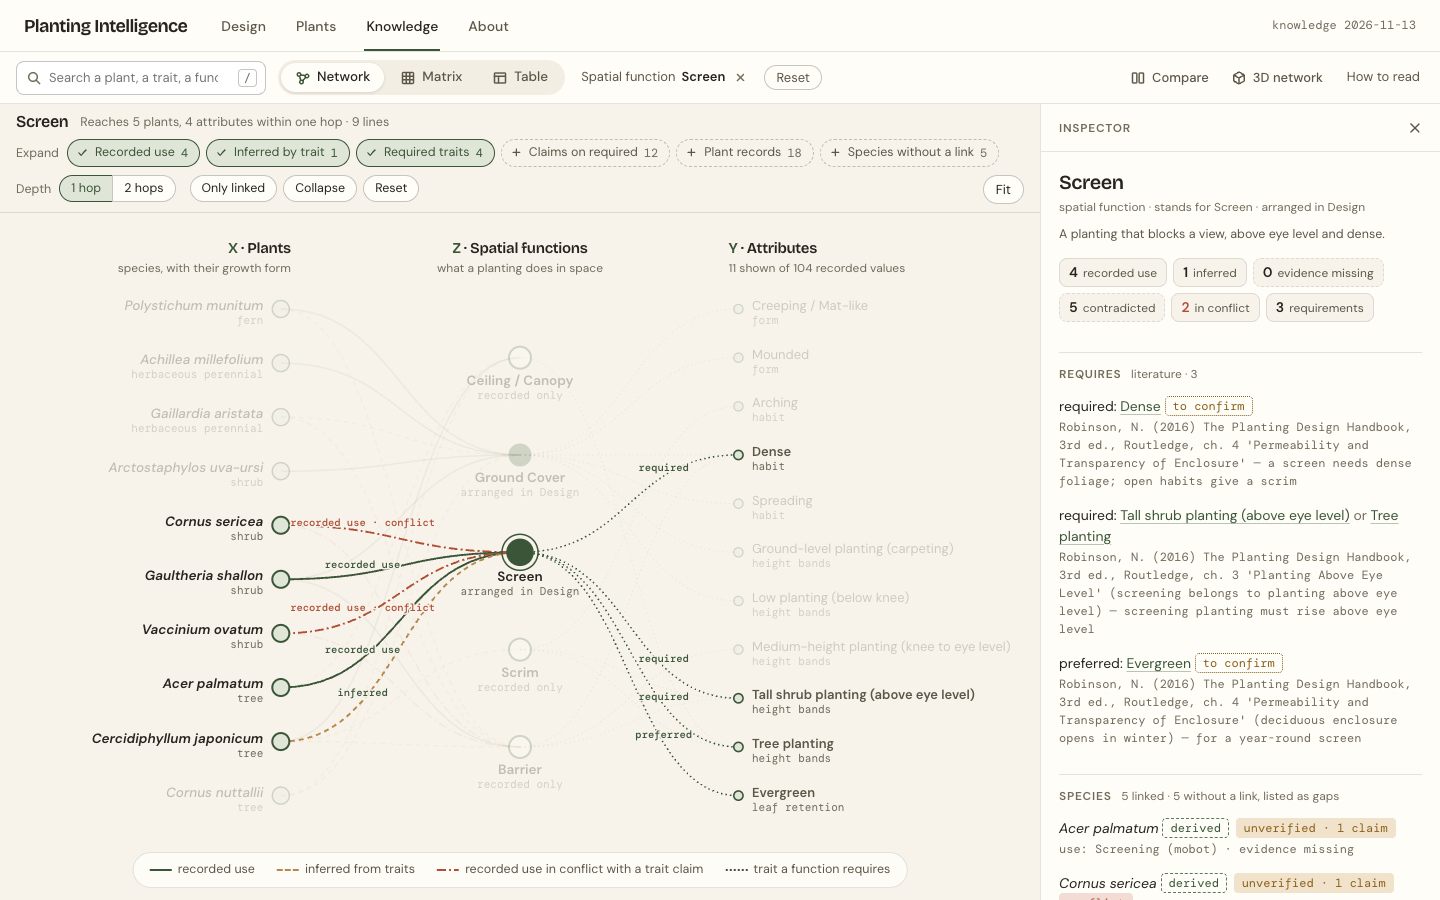 Planting Intelligence Design Plants Knowledge About knowledge 2026-11-13
Search a plant, a trait, a func / Network Matrix Table Spatial function Screen × Reset Compare 3D network How to read
Screen Reaches 5 plants, 4 attributes within one hop · 9 lines
Expand Recorded use 4 Inferred by trait 1 Required traits 4 + Claims on required 12 + Plant records 18 + Species without a link 5
Depth 1 hop 2 hops Only linked Collapse Reset Fit
X · Plants
species, with their growth form
Polystichum munitum
fern
Achillea millefolium
herbaceous perennial
Gaillardia aristata
herbaceous perennial
Arctostaphylos uva-ursi
shrub
Cornus sericea
shrub
Gaultheria shallon
shrub
Vaccinium ovatum
shrub
Acer palmatum
tree
Cercidiphyllum japonicum
tree
Cornus nuttallii
tree
recorded use · conflict
recorded use
recorded use · conflict
recorded use
inferred
Z · Spatial functions
what a planting does in space
Ceiling / Canopy
recorded only
Ground Cover
arranged in Design
Screen
arranged in Design
Scrim
recorded only
Barrier
recorded only
required
required
required
preferred
Y · Attributes
11 shown of 104 recorded values
Creeping / Mat-like
form
Mounded
form
Arching
habit
Dense
habit
Spreading
habit
Ground-level planting (carpeting)
height bands
Low planting (below knee)
height bands
Medium-height planting (knee to eye level)
height bands
Tall shrub planting (above eye level)
height bands
Tree planting
height bands
Evergreen
leaf retention
recorded use inferred from traits recorded use in conflict with a trait claim trait a function requires
INSPECTOR ×
Screen
spatial function · stands for Screen · arranged in Design
A planting that blocks a view, above eye level and dense.
4 recorded use 1 inferred 0 evidence missing
5 contradicted 2 in conflict 3 requirements
REQUIRES literature · 3
required: Dense to confirm
Robinson, N. (2016) The Planting Design Handbook,
3rd ed., Routledge, ch. 4 'Permeability and
Transparency of Enclosure' — a screen needs dense
foliage; open habits give a scrim
required: Tall shrub planting (above eye level) or Tree
planting
Robinson, N. (2016) The Planting Design Handbook,
3rd ed., Routledge, ch. 3 'Planting Above Eye
Level' (screening belongs to planting above eye
level) — screening planting must rise above eye
level
preferred: Evergreen to confirm
Robinson, N. (2016) The Planting Design Handbook,
3rd ed., Routledge, ch. 4 'Permeability and
Transparency of Enclosure' (deciduous enclosure
opens in winter) — for a year-round screen
SPECIES 5 linked · 5 without a link, listed as gaps
Acer palmatum derived unverified · 1 claim
use: Screening (mobot) · evidence missing
Cornus sericea derived unverified · 1 claim